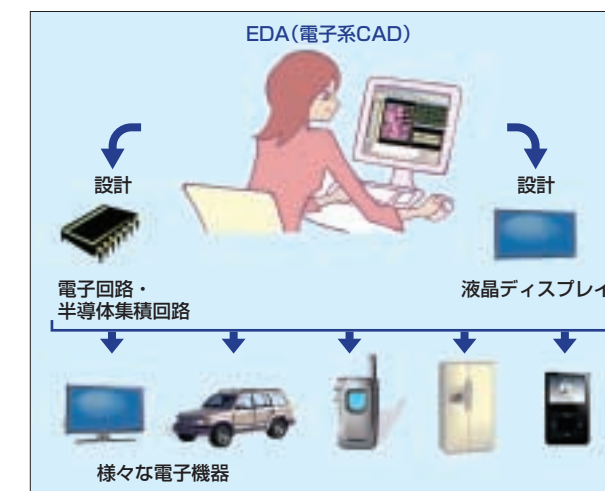 EDA（電子系CAD）
設計
設計
電子回路・
半導体集積回路
液晶ディスプレイ
様々な電子機器